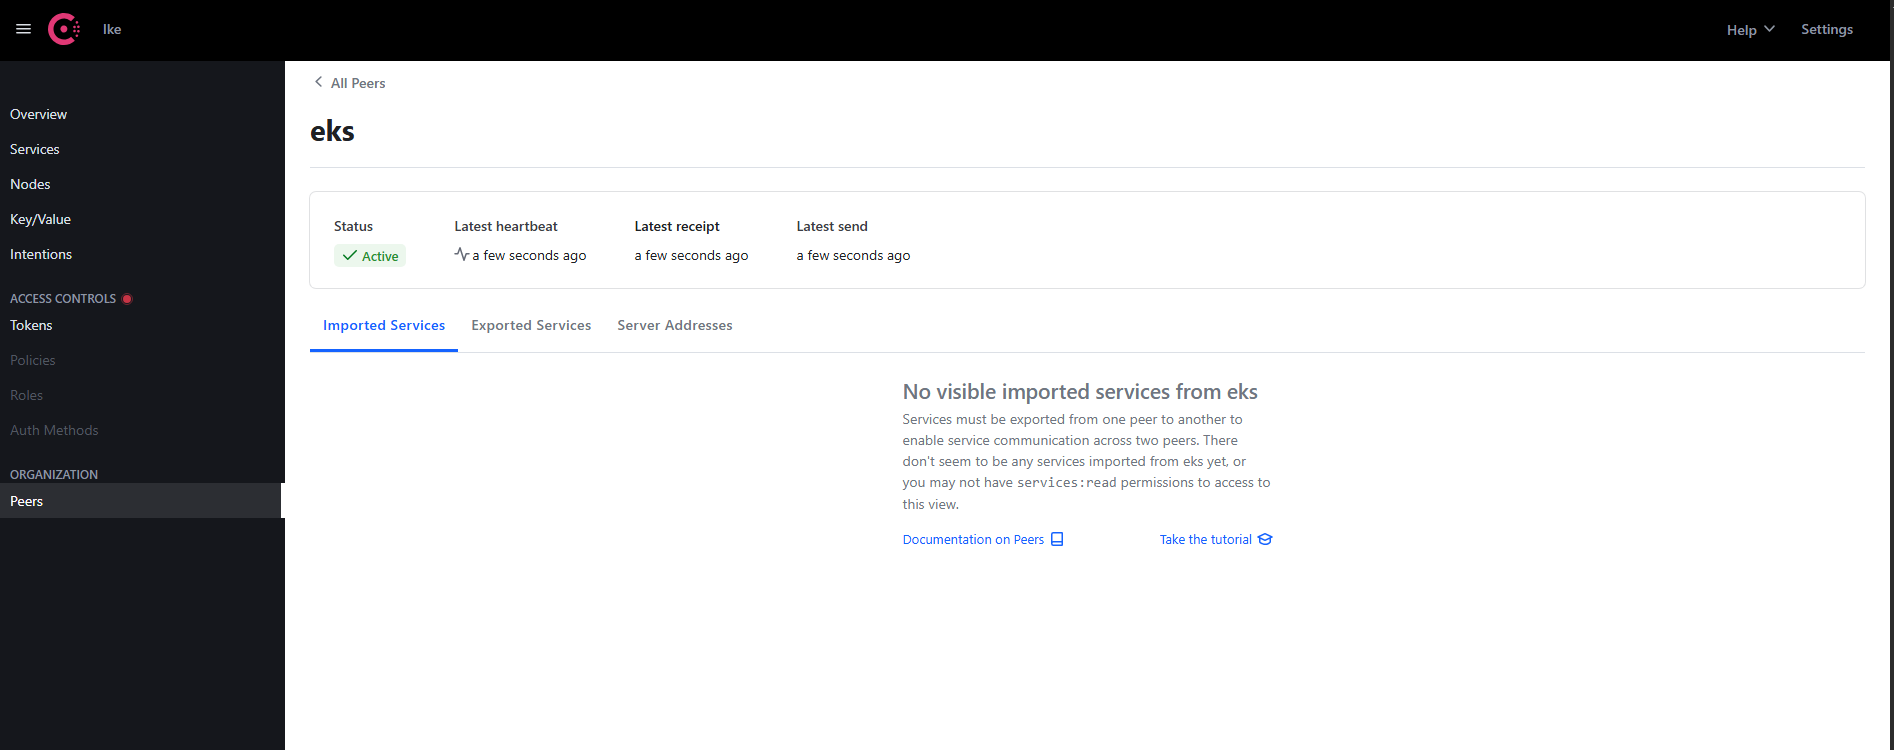 lke
Help
Settings
Overview
Services
Nodes
Key/Value
Intentions
ACCESS CONTROLS
Tokens
Policies
Roles
Auth Methods
ORGANIZATION
Peers
All Peers
eks
Status
Active
Latest heartbeat
a few seconds ago
Latest receipt
a few seconds ago
Latest send
a few seconds ago
Imported Services
Exported Services
Server Addresses
No visible imported services from eks
Services must be exported from one peer to another to
enable service communication across two peers. There
don't seem to be any services imported from eks yet, or
you may not have services:read permissions to access to
this view.
Documentation on Peers
Take the tutorial